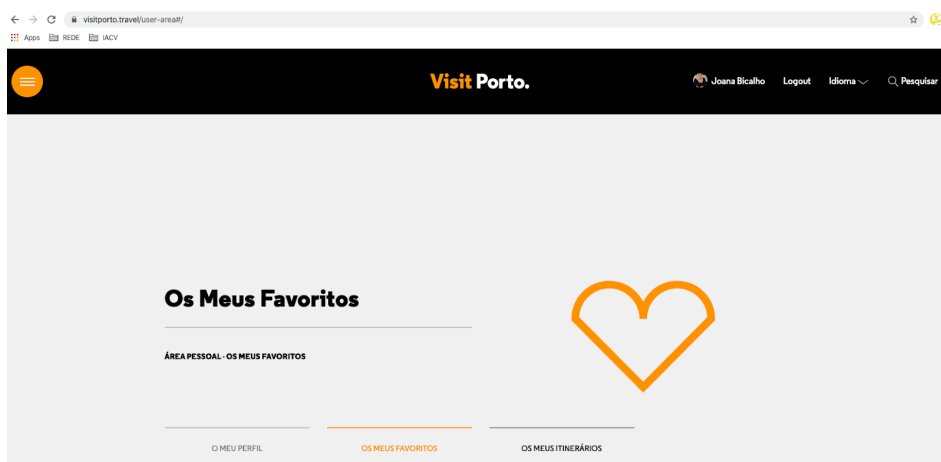 visitporto.travel/user-area#/
Apps REDE IACV
Visit Porto.
Joana Bicalho Logout Idioma Pesquisar
Os Meus Favoritos
ÁREA PESSOAL - OS MEUS FAVORITOS
O MEU PERFIL OS MEUS FAVORITOS OS MEUS ITINERÁRIOS